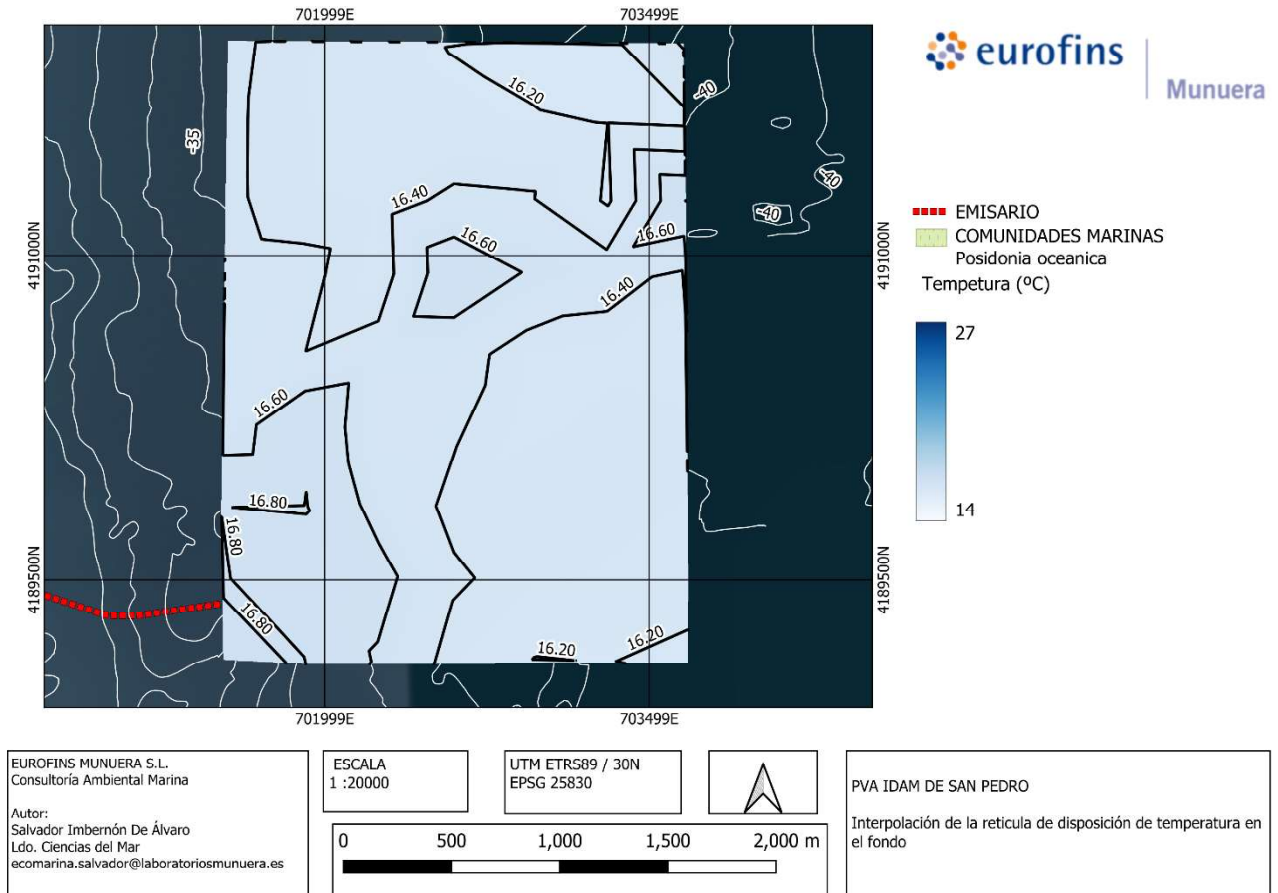 701999E
703499E
eurofins
Munuera
16.20
-40
-35
-40
16.40
-40
16.60
16.60
4191000N
4191000N
16.40
EMISARIO
COMUNIDADES MARINAS
Posidonia oceanica
Tempetura (ºC)
27
14
16.60
16.80
16.80
4189500N
4189500N
16.80
16.20
16.20
701999E
703499E
EUROFINS MUNUERA S.L.
Consultoría Ambiental Marina
Autor:
Salvador Imbernón De Álvaro
Ldo. Ciencias del Mar
ecomarina.salvador@laboratoriosmunuera.es
ESCALA
1 :20000
UTM ETRS89 / 30N
EPSG 25830
0 500 1,000 1,500 2,000 m
PVA IDAM DE SAN PEDRO
Interpolación de la reticula de disposición de temperatura en
el fondo